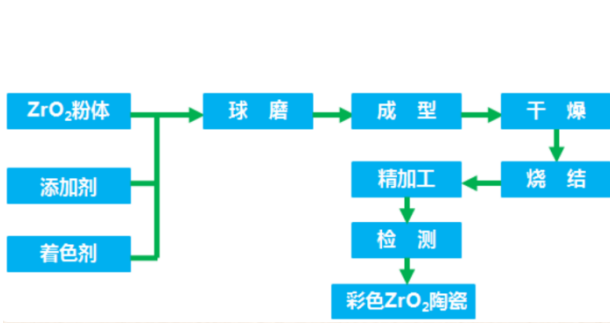 ZrO₂粉体
球 磨
成 型
干 燥
添加剂
精加工
烧 结
着色剂
检 测
彩色ZrO₂陶瓷